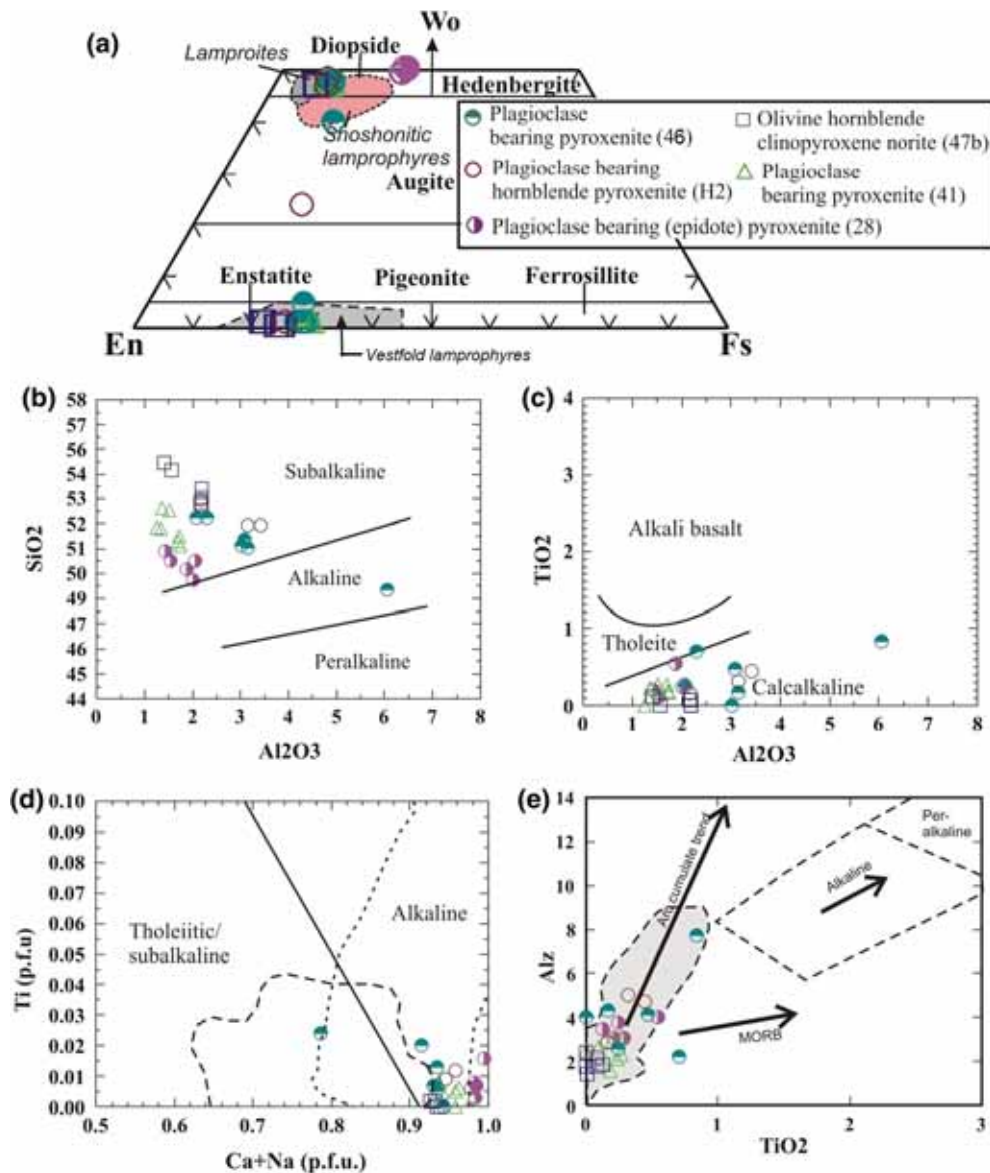 (a)
Wo
Lamproites
Diopside
Hedenbergite
Shoshonitic
lamprophyres
Augite
Plagioclase
bearing pyroxenite (46)
Plagioclase bearing
hornblende pyroxenite (H2)
Plagioclase bearing (epidote) pyroxenite (28)
Olivine hornblende
clinopyroxene norite (47b)
Plagioclase
bearing pyroxenite (41)
Enstatite
Pigeonite
Ferrosillite
En
Fs
Vestfold lamprophyres
(b)
58
56
54
53
52
51
50
49
48
47
46
45
44
SiO2
Subalkaline
Alkaline
Peralkaline
0 1 2 3 4 5 6 7 8
Al2O3
(c)
4
3
2
1
0
TiO2
Alkali basalt
Tholeite
Calcalkaline
0 1 2 3 4 5 6 7 8
Al2O3
(d)
0.10
0.09
0.08
0.07
0.06
0.05
0.04
0.03
0.02
0.01
0.00
Ti (p.f.u)
Tholeiitic/
subalkaline
Alkaline
0.5 0.6 0.7 0.8 0.9 1.0
Ca+Na (p.f.u.)
(e)
14
12
10
8
6
4
2
0
Alz
Arc cumulate trend
Per-
alkaline
Alkaline
MORB
0 1 2 3
TiO2